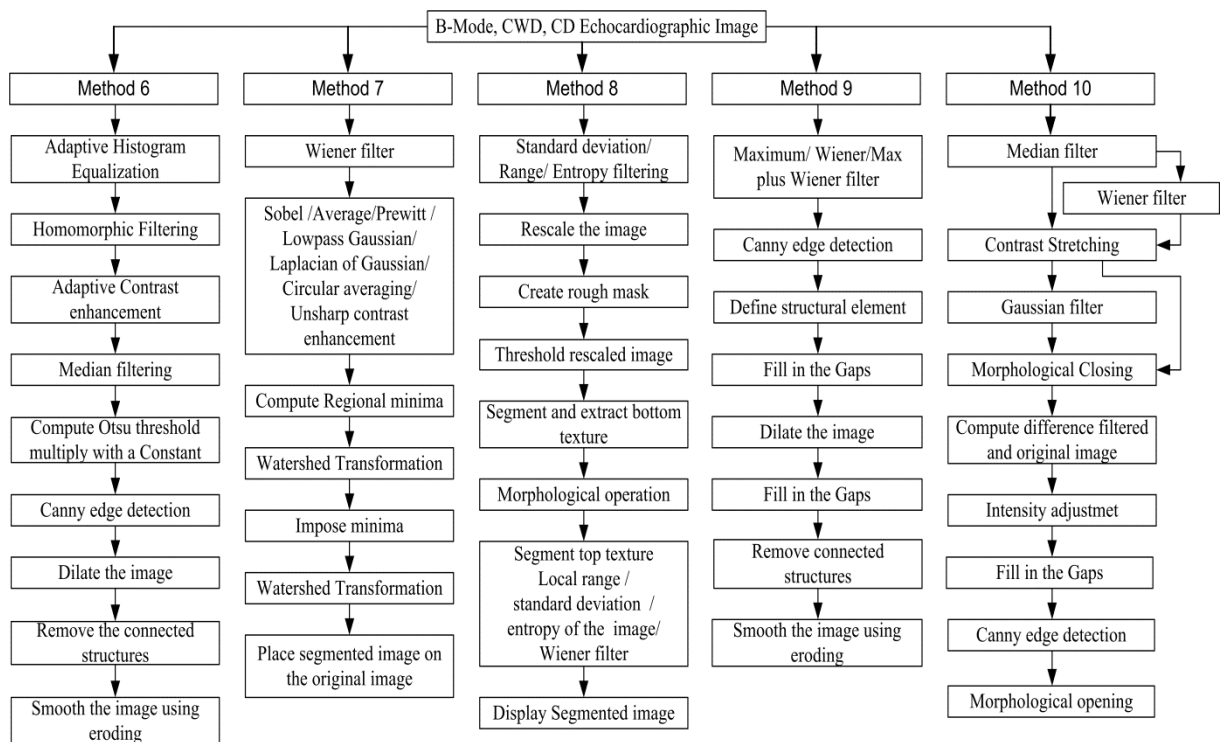 B-Mode, CWD, CD Echocardiographic Image
Method 6
Adaptive Histogram
Equalization
Homomorphic Filtering
Adaptive Contrast
enhancement
Median filtering
Compute Otsu threshold
multiply with a Constant
Canny edge detection
Dilate the image
Remove the connected
structures
Smooth the image using
eroding
Method 7
Wiener filter
Sobel /Average/Prewitt /
Lowpass Gaussian/
Laplacian of Gaussian/
Circular averaging/
Unsharp contrast
enhancement
Compute Regional minima
Watershed Transformation
Impose minima
Watershed Transformation
Place segmented image on
the original image
Method 8
Standard deviation/
Range/ Entropy filtering
Rescale the image
Create rough mask
Threshold rescaled image
Segment and extract bottom
texture
Morphological operation
Segment top texture
Local range /
standard deviation /
entropy of the image/
Wiener filter
Display Segmented image
Method 9
Maximum/ Wiener/Max
plus Wiener filter
Canny edge detection
Define structural element
Fill in the Gaps
Dilate the image
Fill in the Gaps
Remove connected
structures
Smooth the image using
eroding
Method 10
Median filter
Wiener filter
Contrast Stretching
Gaussian filter
Morphological Closing
Compute difference filtered
and original image
Intensity adjustmet
Fill in the Gaps
Canny edge detection
Morphological opening